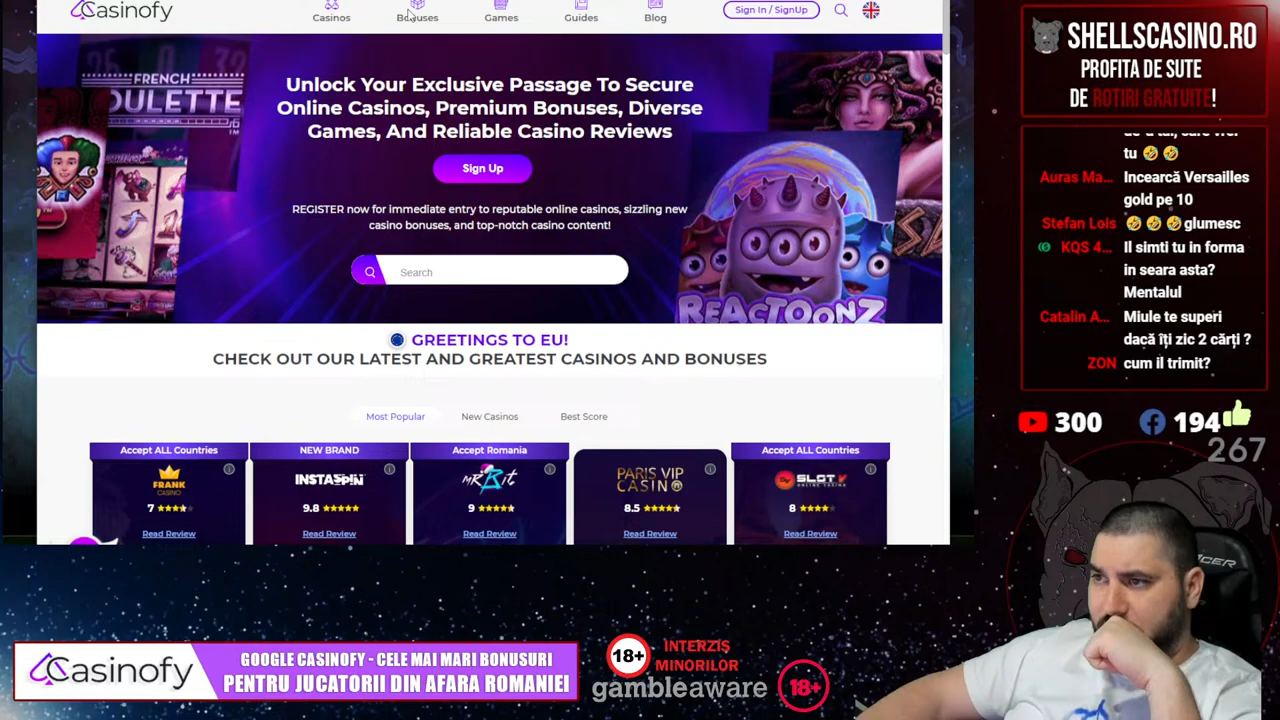 Casinofy
Casinos
Bonuses
Games
Guides
Blog
Sign In / SignUp
FRENCH
ROULETTE
Unlock Your Exclusive Passage To Secure
Online Casinos, Premium Bonuses, Diverse
Games, And Reliable Casino Reviews
Sign Up
REGISTER now for immediate entry to reputable online casinos, sizzling new
casino bonuses, and top-notch casino content!
Search
REACTOONZ
GREETINGS TO EU!
CHECK OUT OUR LATEST AND GREATEST CASINOS AND BONUSES
Most Popular
New Casinos
Best Score
Accept ALL Countries
NEW BRAND
Accept Romania
Accept ALL Countries
FRANK
CASINO
INSTASPIN
MRBIT
PARIS VIP
CASINO
SLOT V
ONLINE CASINO
7
9.8
9
8.5
8
Read Review
Read Review
Read Review
Read Review
Read Review
SHELLSCASINO.RO
PROFITA DE SUTE
DE ROTIRI GRATUITE!
tu 🤣 🤣
Auras Ma... Incearcă Versailles
gold pe 10
Stefan Lois 🤣 🤣 🤣 glumesc
KQS 4... Il simti tu in forma
in seara asta?
Mentalul
Catalin A... Miule te superi
dacă îți zic 2 cărți ?
ZON cum il trimit?
300
194
267
Casinofy
GOOGLE CASINOFY - CELE MAI MARI BONUSURI
PENTRU JUCATORII DIN AFARA ROMANIEI
18+
INTERZIŞ
MINORILOR
gambleaware
18+